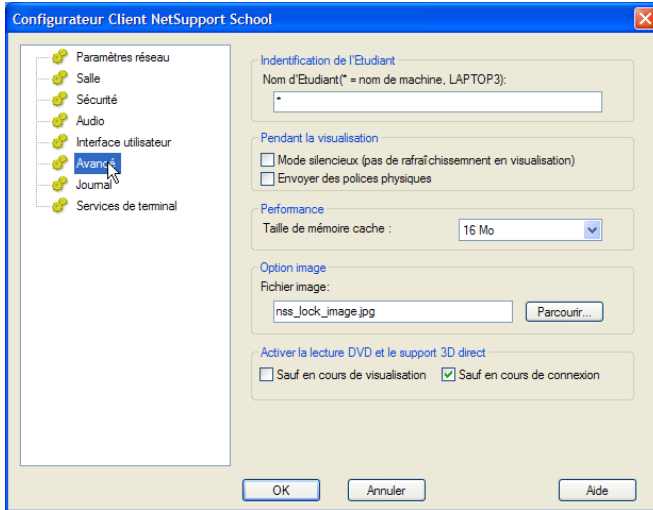 Configurateur Client NetSupport School
Paramètres réseau
Salle
Sécurité
Audio
Interface utilisateur
Avancé
Journal
Services de terminal
Indentification de l'Etudiant
Nom d'Etudiant(* = nom de machine, LAPTOP3):
*
Pendant la visualisation
Mode silencieux (pas de rafraîchissemnent en visualisation)
Envoyer des polices physiques
Performance
Taille de mémoire cache :
16 Mo
Option image
Fichier image:
nss_lock_image.jpg
Parcourir...
Activer la lecture DVD et le support 3D direct
Sauf en cours de visualisation
Sauf en cours de connexion
OK
Annuler
Aide